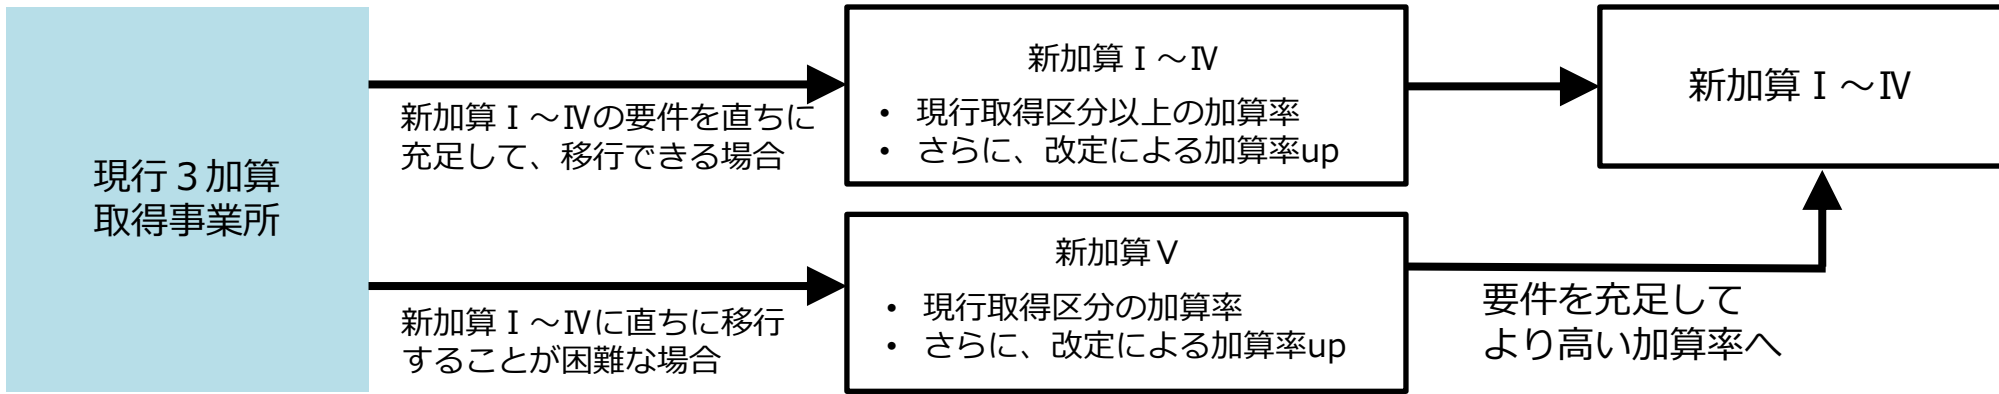 現行３加算
取得事業所
新加算Ⅰ～Ⅳの要件を直ちに
充足して、移行できる場合
新加算Ⅰ～Ⅳに直ちに移行
することが困難な場合
新加算Ⅰ～Ⅳ
• 現行取得区分以上の加算率
• さらに、改定による加算率up
新加算Ⅴ
• 現行取得区分の加算率
• さらに、改定による加算率up
要件を充足して
より高い加算率へ
新加算Ⅰ～Ⅳ